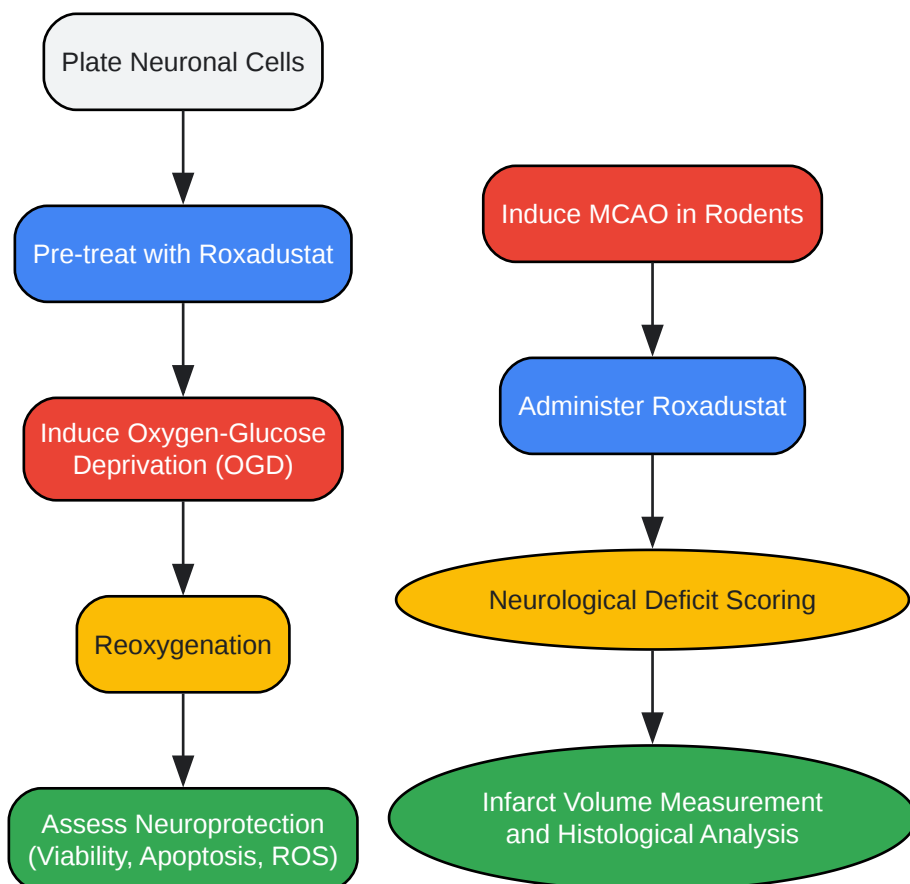 Plate Neuronal Cells
Pre-treat with Roxadustat
Induce Oxygen-Glucose
Deprivation (OGD)
Reoxygenation
Assess Neuroprotection
(Viability, Apoptosis, ROS)
Induce MCAO in Rodents
Administer Roxadustat
Neurological Deficit Scoring
Infarct Volume Measurement
and Histological Analysis